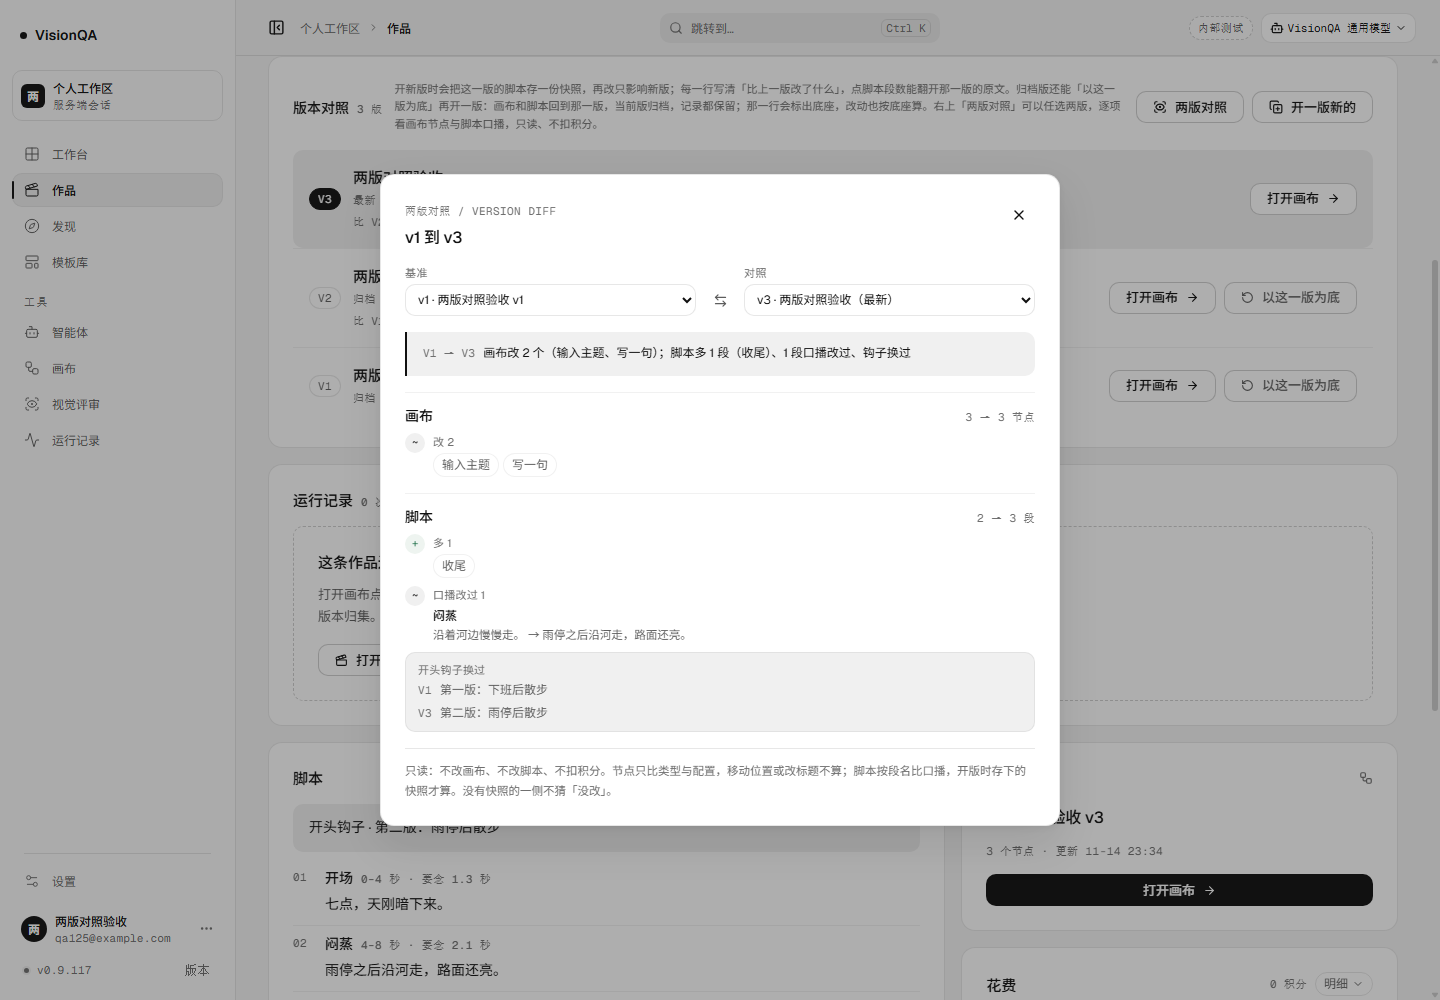 VisionQA
两
个人工作区
服务端会话
工作台
作品
发现
模板库
工具
智能体
画布
视觉评审
运行记录
设置
两
两版对照验收
qa125@example.com
v0.9.117
版本
个人工作区
作品
跳转到…
Ctrl K
内部测试
VisionQA 通用模型
版本对照 3 版
开新版时会把这一版的脚本存一份快照，再改只影响新版；每一行写清「比上一版改了什么」，点脚本段数能翻开那一版的原文。归档版还能「以这一
版为底」再开一版：画布和脚本回到那一版，当前版归档，记录都保留；那一行会标出底座，改动也按底座算。右上「两版对照」可以任选两版，逐项
看画布节点与脚本口播，只读、不扣积分。
两版对照
开一版新的
V3
最新
打开画布 →
V2
两版
归档
打开画布 →
以这一版为底
V1
两版
归档
打开画布 →
以这一版为底
两版对照 / VERSION DIFF
v1 到 v3
基准
对照
v1 · 两版对照验收 v1
v3 · 两版对照验收（最新）
V1 → V3 画布改 2 个（输入主题、写一句）；脚本多 1 段（收尾）、1 段口播改过、钩子换过
画布
3 → 3 节点
~ 改 2
输入主题 写一句
脚本
2 → 3 段
+ 多 1
收尾
~ 口播改过 1
闷蒸
沿着河边慢慢走。 → 雨停之后沿河走，路面还亮。
开头钩子换过
V1 第一版：下班后散步
V3 第二版：雨停后散步
只读：不改画布、不改脚本、不扣积分。节点只比类型与配置，移动位置或改标题不算；脚本按段名比口播，开版时存下的
快照才算。没有快照的一侧不猜「没改」。
运行记录 0
这条作品
打开画布点
版本归集。
打开
脚本
开头钩子 · 第二版：雨停后散步
01 开场 0–4 秒 · 要念 1.3 秒
七点，天刚暗下来。
02 闷蒸 4–8 秒 · 要念 2.1 秒
雨停之后沿河走，路面还亮。
验收 v3
3 个节点 · 更新 11-14 23:34
打开画布 →
花费
0 积分
明细